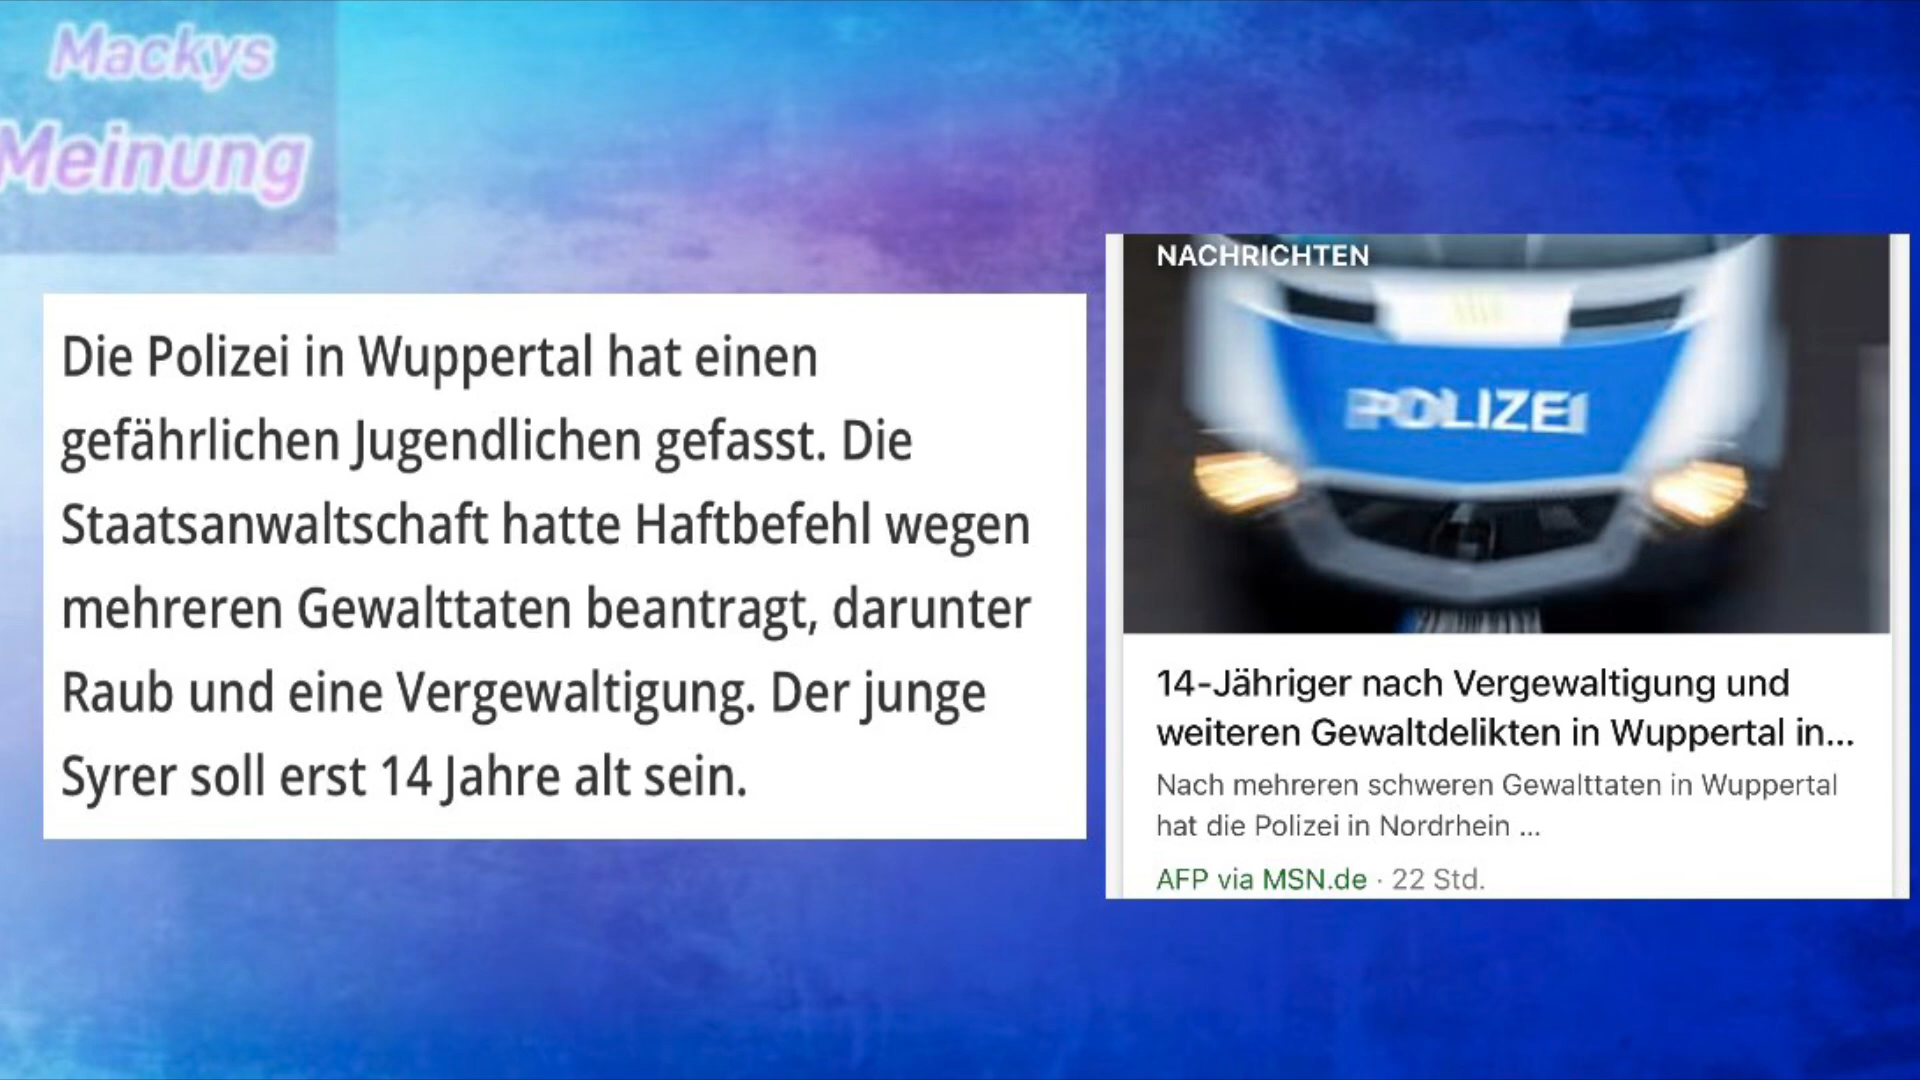 Mackys
Meinung
Die Polizei in Wuppertal hat einen
gefährlichen Jugendlichen gefasst. Die
Staatsanwaltschaft hatte Haftbefehl wegen
mehreren Gewalttaten beantragt, darunter
Raub und eine Vergewaltigung. Der junge
Syrer soll erst 14 Jahre alt sein.
NACHRICHTEN
POLIZEI
14-Jähriger nach Vergewaltigung und
weiteren Gewaltdelikten in Wuppertal in...
Nach mehreren schweren Gewalttaten in Wuppertal
hat die Polizei in Nordrhein ...
AFP via MSN.de · 22 Std.